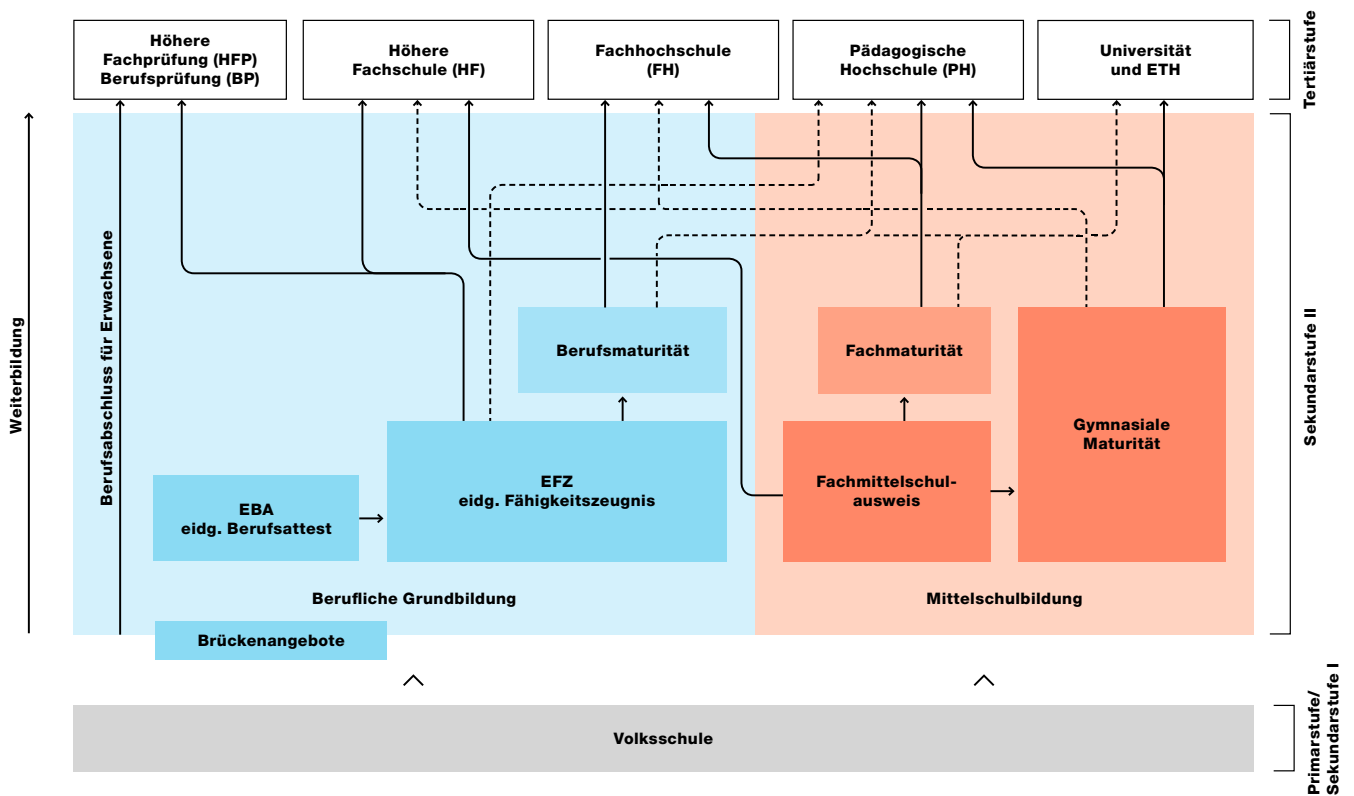 Höhere
Fachprüfung (HFP)
Berufsprüfung (BP)
Höhere
Fachschule (HF)
Fachhochschule
(FH)
Pädagogische
Hochschule (PH)
Universität
und ETH
Tertiärstufe
Weiterbildung
Berufsabschluss für Erwachsene
Sekundarstufe II
Berufsmaturität
Fachmaturität
Gymnasiale
Maturität
EFZ
eidg. Fähigkeitszeugnis
Fachmittelschul-
ausweis
EBA
eidg. Berufsattest
Berufliche Grundbildung
Mittelschulbildung
Brückenangebote
Volksschule
Primarstufe/
Sekundarstufe I